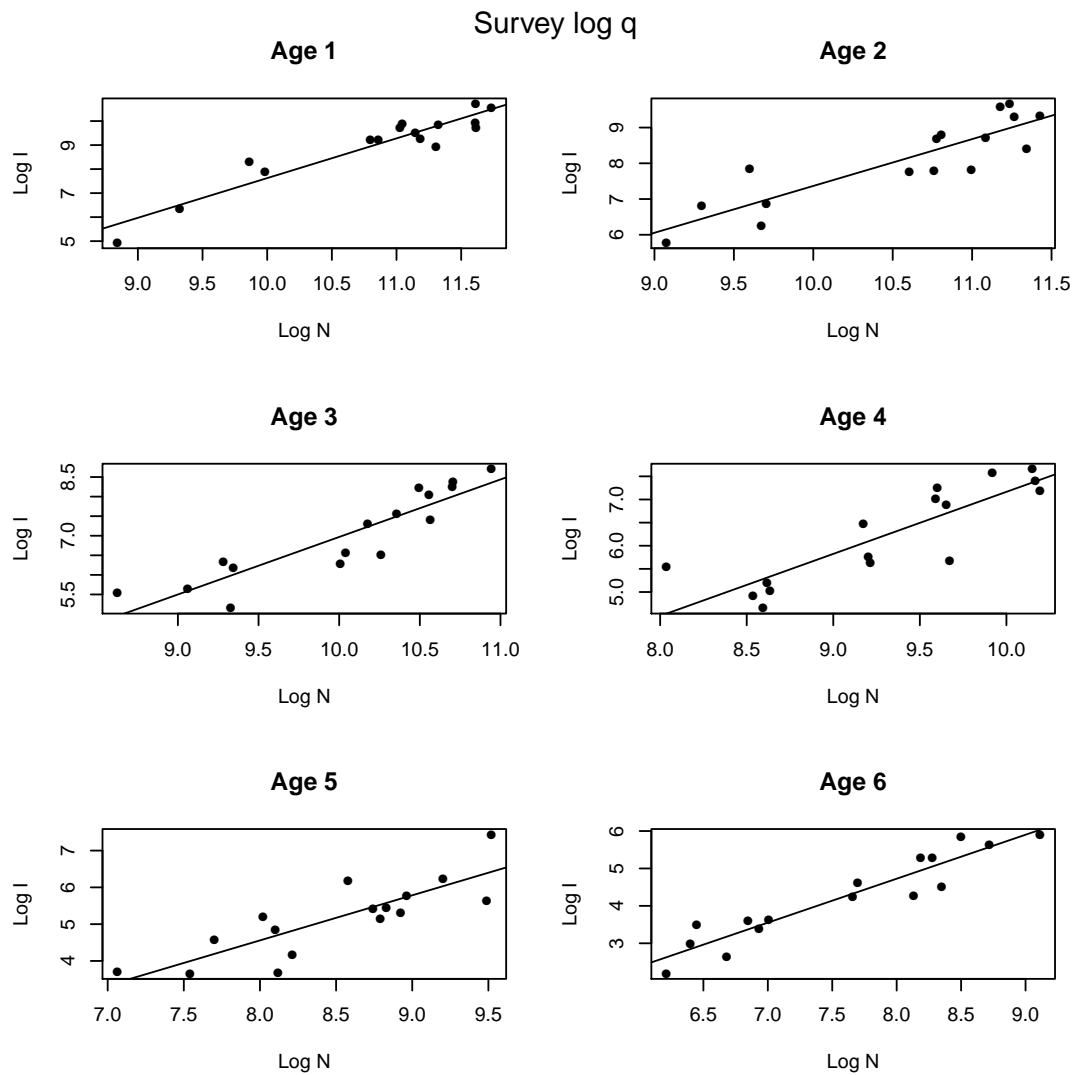 Survey log q
Age 1
Age 2
Log I
5 7 9
9.0 9.5 10.0 10.5 11.0 11.5
Log N
Log I
6 7 8 9
9.0 9.5 10.0 10.5 11.0 11.5
Log N
Age 3
Age 4
Log I
5.5 7.0 8.5
9.0 9.5 10.0 10.5 11.0
Log N
Log I
5.0 6.0 7.0
8.0 8.5 9.0 9.5 10.0
Log N
Age 5
Age 6
Log I
4 5 6 7
7.0 7.5 8.0 8.5 9.0 9.5
Log N
Log I
3 4 5 6
6.5 7.0 7.5 8.0 8.5 9.0
Log N